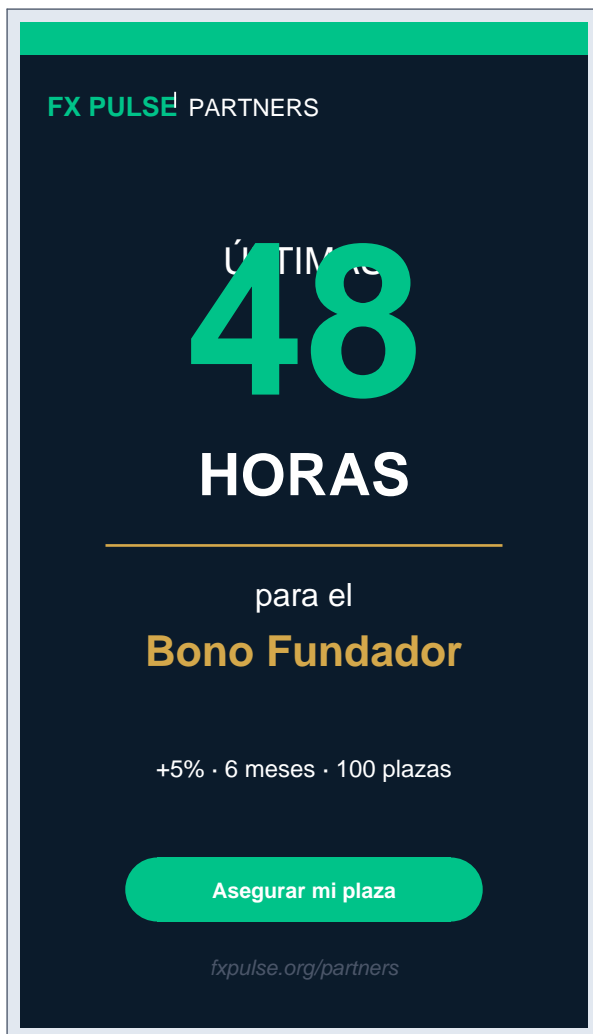 FX PULSE | PARTNERS
ÚLTIMAS
48
HORAS
para el
Bono Fundador
+5% · 6 meses · 100 plazas
Asegurar mi plaza
fxpulse.org/partners